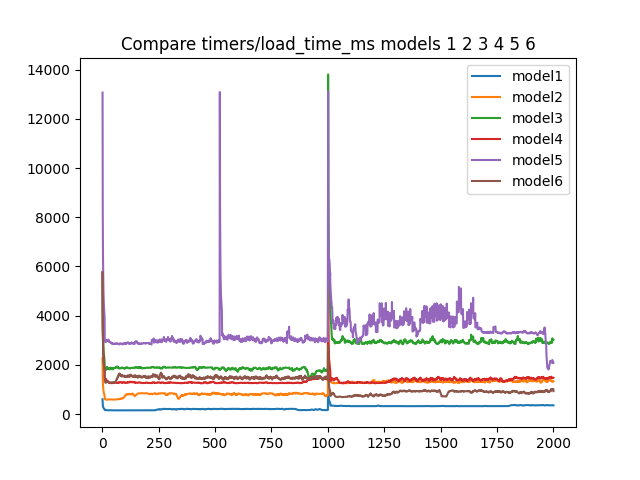 Compare timers/load_time_ms models 1 2 3 4 5 6
14000
12000
10000
8000
6000
4000
2000
0
model1
model2
model3
model4
model5
model6
0 250 500 750 1000 1250 1500 1750 2000